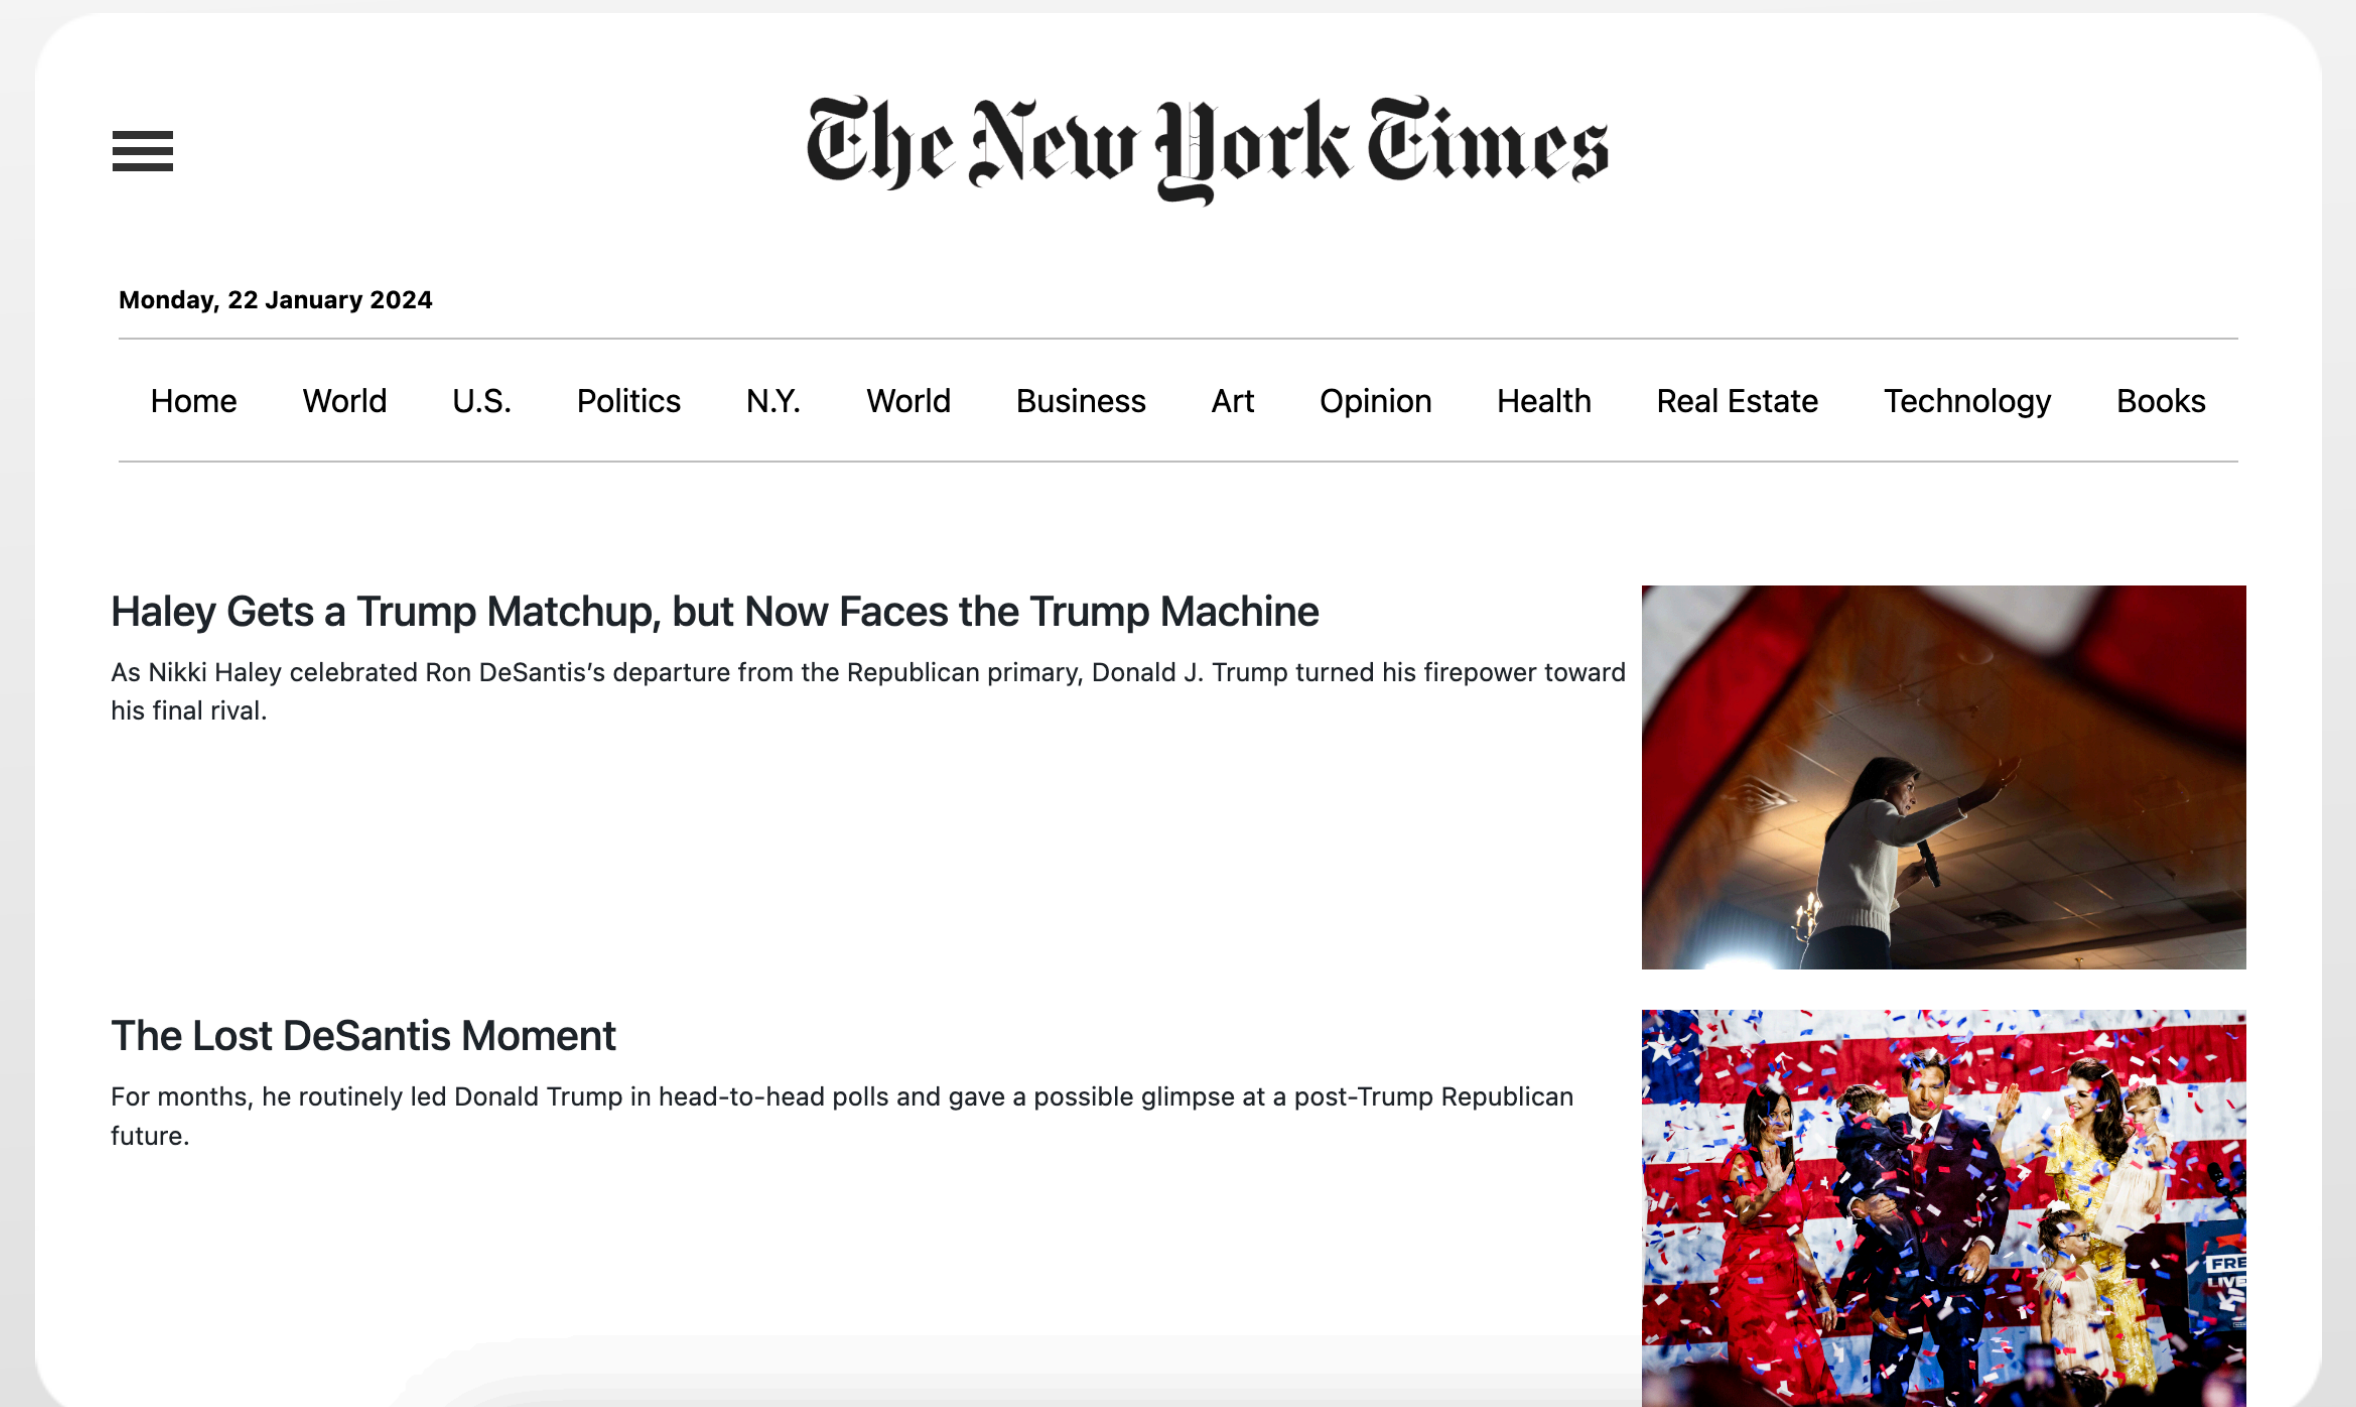 The New York Times
Monday, 22 January 2024
Home World U.S. Politics N.Y. World Business Art Opinion Health Real Estate Technology Books
Haley Gets a Trump Matchup, but Now Faces the Trump Machine
As Nikki Haley celebrated Ron DeSantis’s departure from the Republican primary, Donald J. Trump turned his firepower toward
his final rival.
The Lost DeSantis Moment
For months, he routinely led Donald Trump in head-to-head polls and gave a possible glimpse at a post-Trump Republican
future.
FRE
LIVE